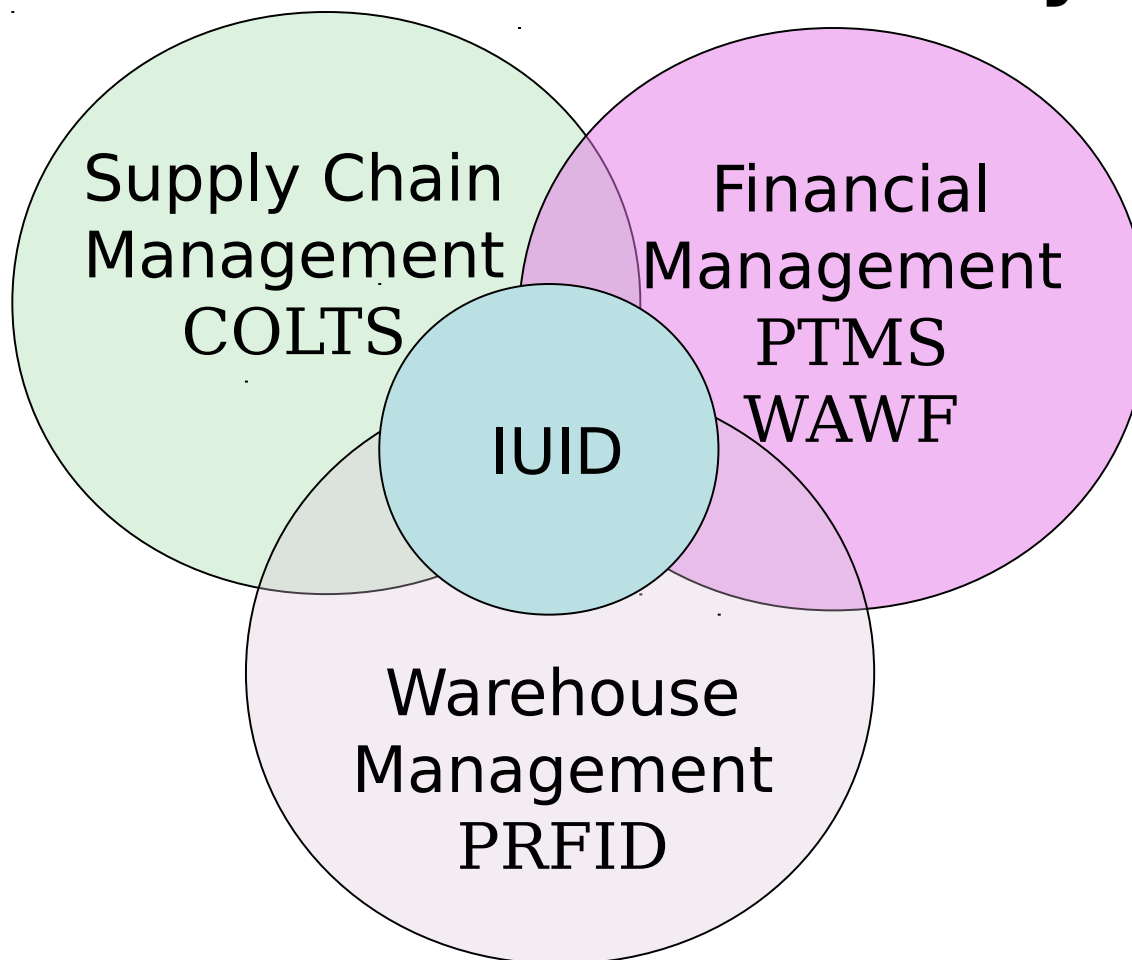 Supply Chain
Management
COLTS
Financial
Management
PTMS
WAWF
IUID
Warehouse
Management
PRFID